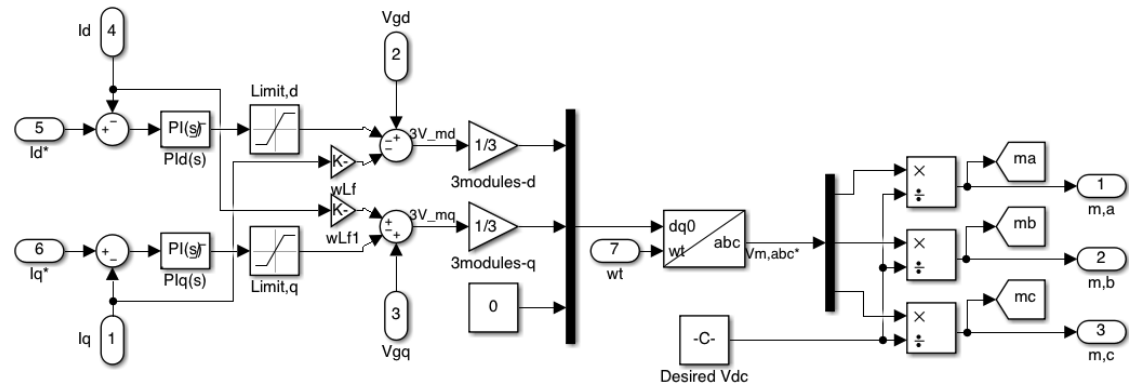 Id
4
Vgd
2
Limit,d
5
Id*
+
−
PI(s)
PId(s)
−
+
−
3V_md
1/3
3modules-d
K-
wLf
K-
wLf1
+
−
+
3V_mq
1/3
3modules-q
6
Iq*
+
−
PI(s)
PIq(s)
Limit,q
Iq
1
3
Vgq
0
dq0
wt
abc
7
wt
Vm,abc*
-C-
Desired Vdc
×
÷
ma
1
m,a
×
÷
mb
2
m,b
×
÷
mc
3
m,c